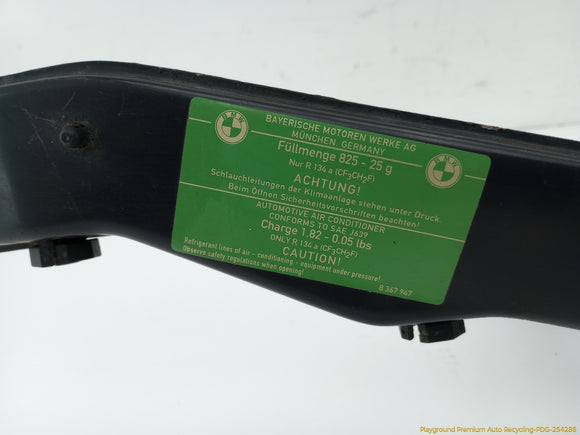 BMW
BAYERISCHE MOTOREN WERKE AG
MÜNCHEN, GERMANY
BMW
Füllmenge 825 - 25 g
Nur R 134 a (CF3CH2F)
ACHTUNG!
Schlauchleitungen der Klimaanlage stehen unter Druck.
Beim Öffnen Sicherheitsvorschriften beachten!
AUTOMOTIVE AIR CONDITIONER
CONFORMS TO SAE J639
Charge 1.82 - 0.05 lbs
ONLY R 134 a (CF3CH2F)
CAUTION!
Refrigerant lines of air - conditioning - equipment under pressure!
Observe safety regulations when opening!
8 367 947
Playground Premium Auto Recycling-PDG-254286